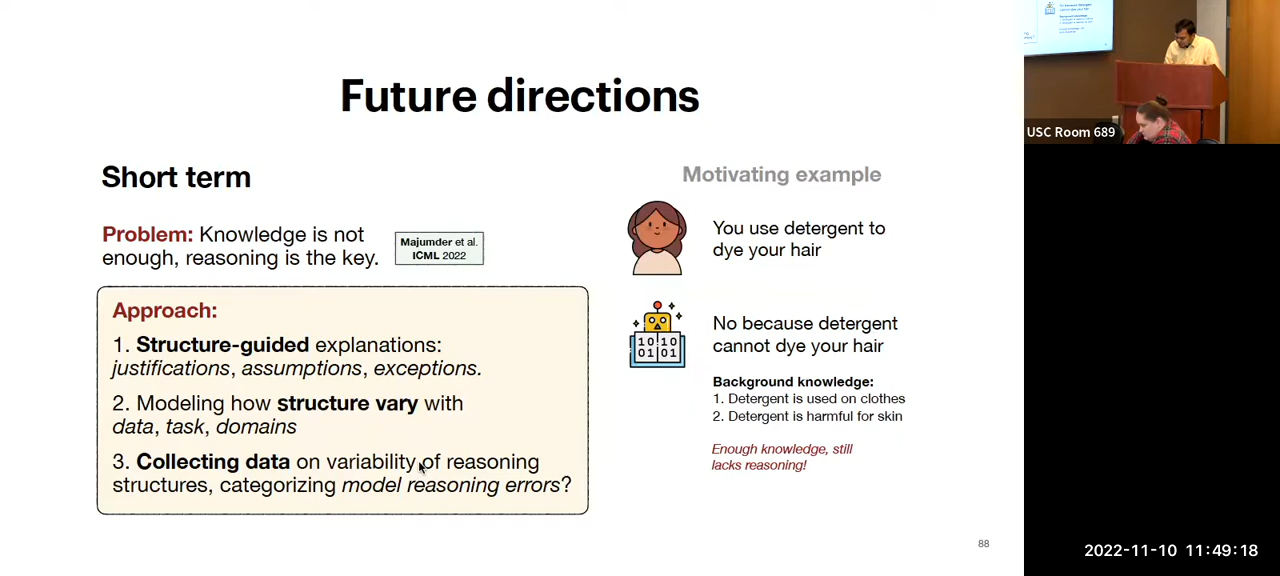 Future directions
Short term
Problem: Knowledge is not
enough, reasoning is the key.
Majumder et al.
ICML 2022
Approach:
1. Structure-guided explanations:
justifications, assumptions, exceptions.
2. Modeling how structure vary with
data, task, domains
3. Collecting data on variability of reasoning
structures, categorizing model reasoning errors?
Motivating example
You use detergent to
dye your hair
No because detergent
cannot dye your hair
10 10
01 01
Background knowledge:
1. Detergent is used on clothes
2. Detergent is harmful for skin
Enough knowledge, still
lacks reasoning!
88
USC Room 689
2022-11-10 11:49:18